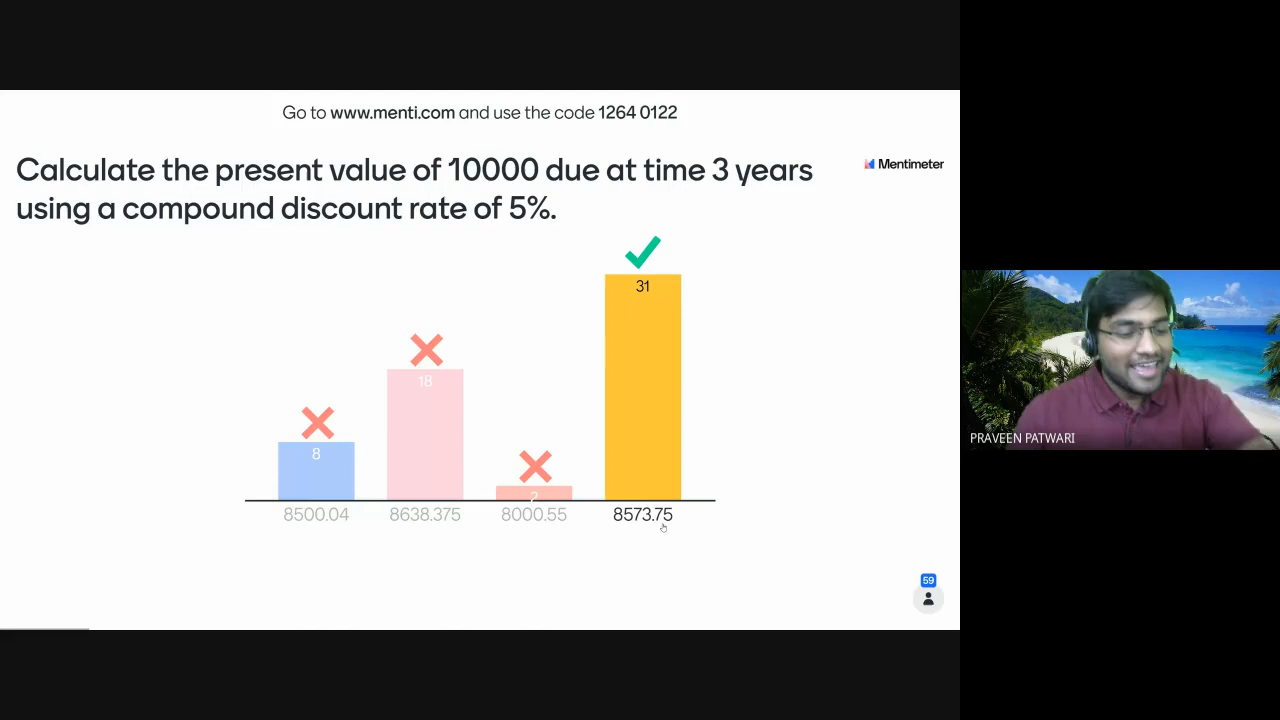 Go to www.menti.com and use the code 1264 0122
Calculate the present value of 10000 due at time 3 years
using a compound discount rate of 5%.
Mentimeter
31
18
8
2
8500.04
8638.375
8000.55
8573.75
59
PRAVEEN PATWARI